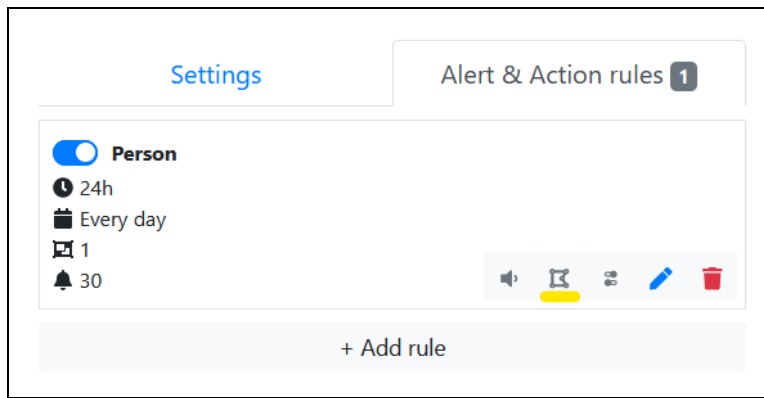 Settings
Alert & Action rules 1
Person
24h
Every day
1
30
+ Add rule